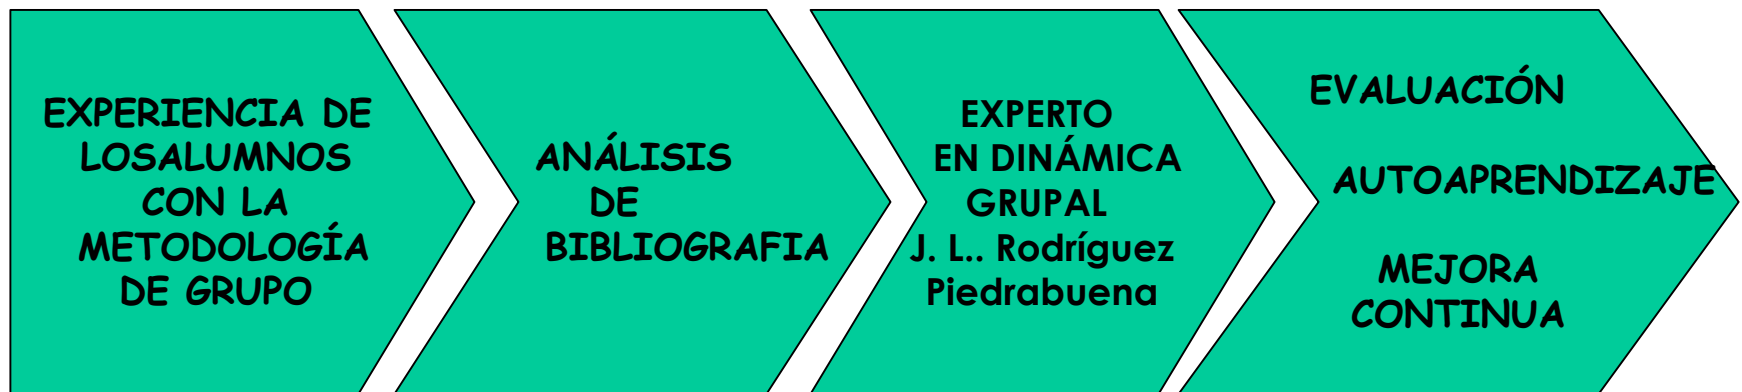 EXPERIENCIA DE
LOSALUMNOS
CON LA
METODOLOGÍA
DE GRUPO
ANÁLISIS
DE
BIBLIOGRAFIA
EXPERTO
EN DINÁMICA
GRUPAL
J. L.. Rodríguez
Piedrabuena
EVALUACIÓN
AUTOAPRENDIZAJE
MEJORA
CONTINUA